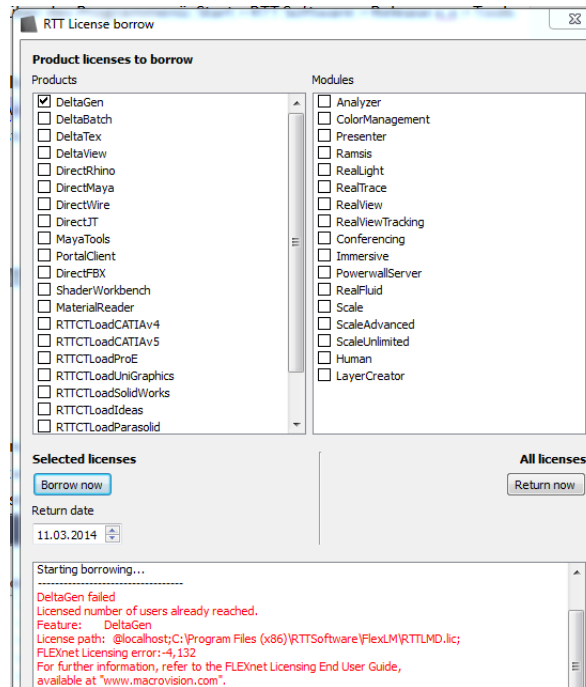 RTT License borrow
Product licenses to borrow
Products
DeltaGen
DeltaBatch
DeltaTex
DeltaView
DirectRhino
DirectMaya
DirectWire
DirectJT
MayaTools
PortalClient
DirectFBX
ShaderWorkbench
MaterialReader
RTTCTLoadCATIAv4
RTTCTLoadCATIAv5
RTTCTLoadProE
RTTCTLoadUniGraphics
RTTCTLoadSolidWorks
RTTCTLoadIdeas
RTTCTLoadParasolid
Modules
Analyzer
ColorManagement
Presenter
Ramsis
RealLight
RealTrace
RealView
RealViewTracking
Conferencing
Immersive
PowerwallServer
RealFluid
Scale
ScaleAdvanced
ScaleUnlimited
Human
LayerCreator
Selected licenses
Borrow now
Return date
11.03.2014
All licenses
Return now
Starting borrowing...
----------------------------------
DeltaGen failed
Licensed number of users already reached.
Feature: DeltaGen
License path: @localhost;C:\Program Files (x86)\RTTSoftware\FlexLM\RTTLMD.lic;
FLEXnet Licensing error:-4,132
For further information, refer to the FLEXnet Licensing End User Guide,
available at "www.macrovision.com".